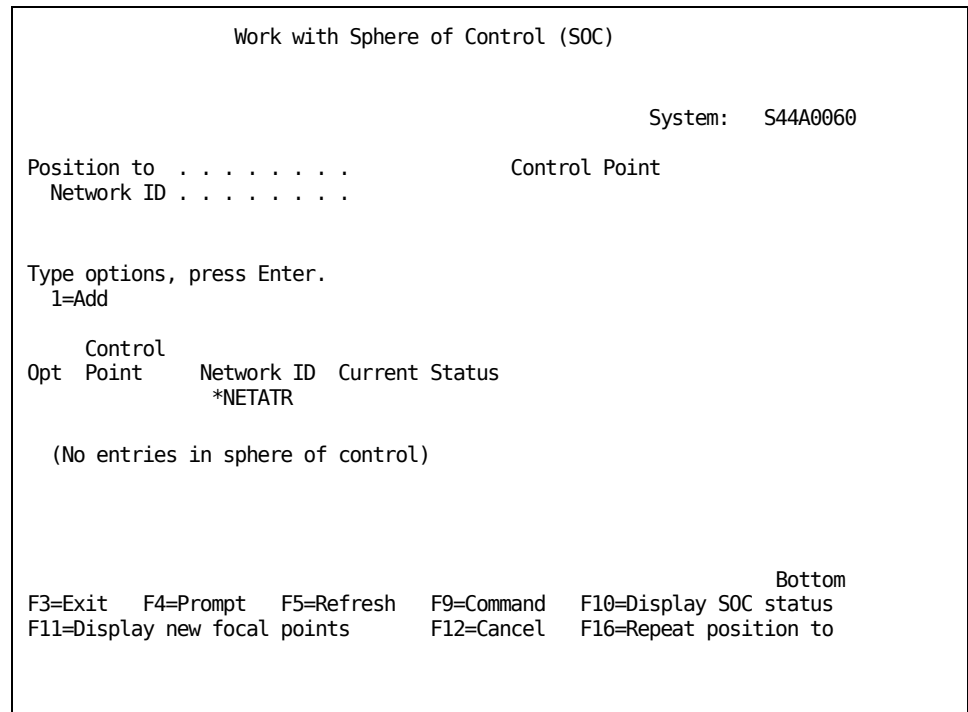 Work with Sphere of Control (SOC)
System: S44A0060
Position to . . . . . . . . Control Point
Network ID . . . . . . . .
Type options, press Enter.
1=Add
Control
Opt Point Network ID Current Status
*NETATR
(No entries in sphere of control)
Bottom
F3=Exit F4=Prompt F5=Refresh F9=Command F10=Display SOC status
F11=Display new focal points F12=Cancel F16=Repeat position to